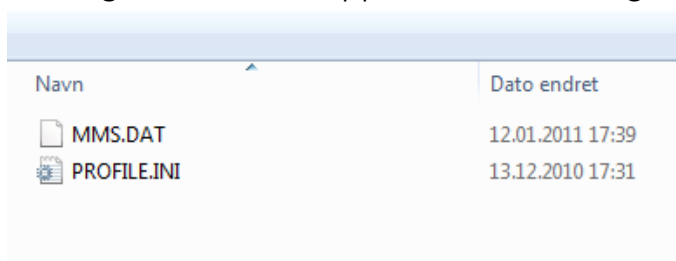 Navn Dato endret
MMS.DAT 12.01.2011 17:39
PROFILE.INI 13.12.2010 17:31